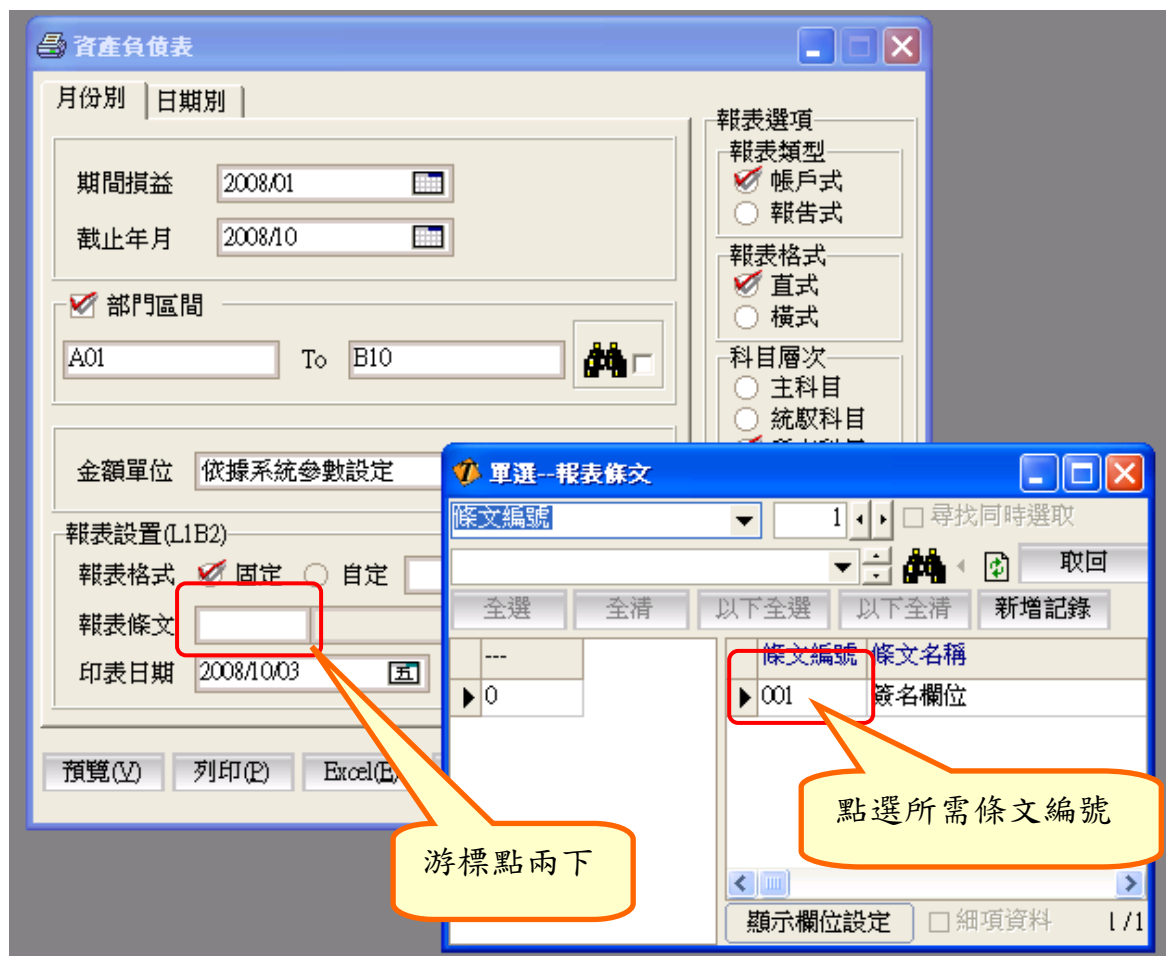 資產負債表
月份別 日期別
期間損益 2008/01
截止年月 2008/10
部門區間
A01 To B10
金額單位 依據系統參數設定
報表設置(L1B2)
報表格式 固定 自定
報表條文
印表日期 2008/10/03 五
預覽(V) 列印(P) Excel(E)
報表選項
報表類型
帳戶式
報告式
報表格式
直式
橫式
科目層次
主科目
統馭科目
單選--報表條文
條文編號 1 尋找同時選取
取回
全選 全清 以下全選 以下全清 新增記錄
--- 條文編號 條文名稱
0 001 簽名欄位
點選所需條文編號
游標點兩下
顯示欄位設定 細項資料 1/1